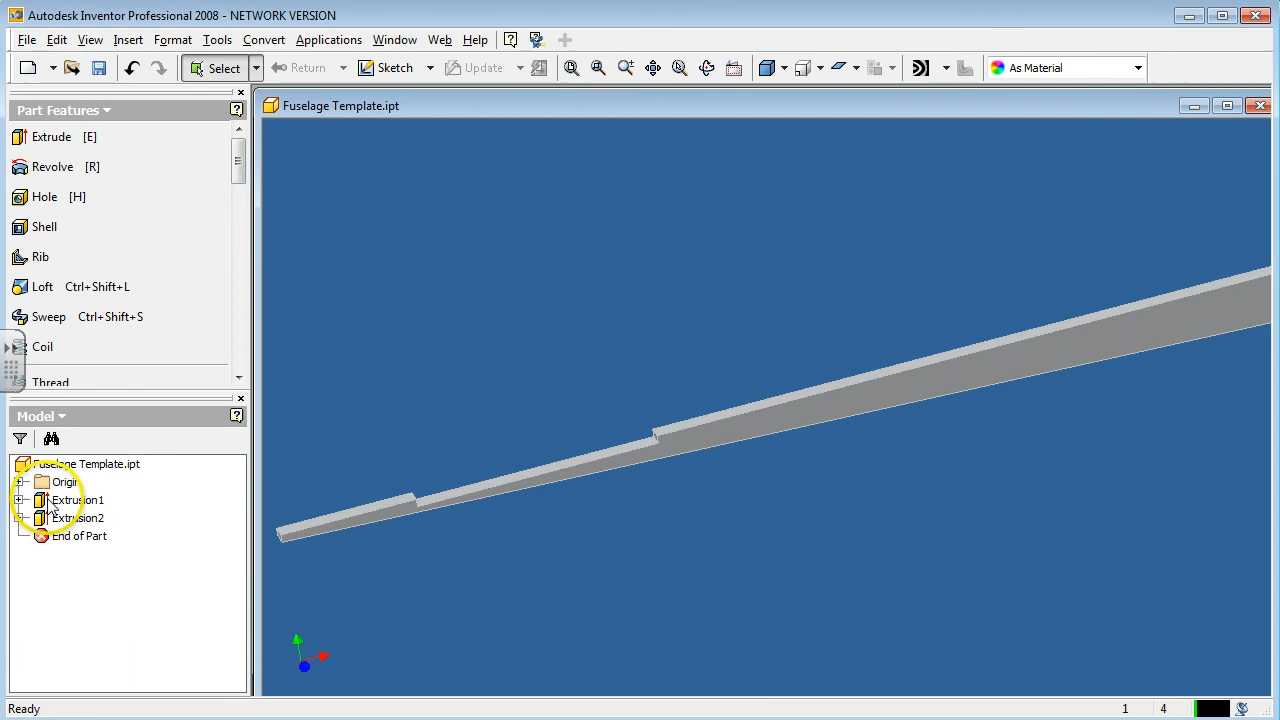 Autodesk Inventor Professional 2008 - NETWORK VERSION
File Edit View Insert Format Tools Convert Applications Window Web Help
Select Return Sketch Update As Material
Part Features
Fuselage Template.ipt
Extrude [E]
Revolve [R]
Hole [H]
Shell
Rib
Loft Ctrl+Shift+L
Sweep Ctrl+Shift+S
Coil
Thread
Model
Fuselage Template.ipt
Origin
Extrusion1
Extrusion2
End of Part
Ready
1 4